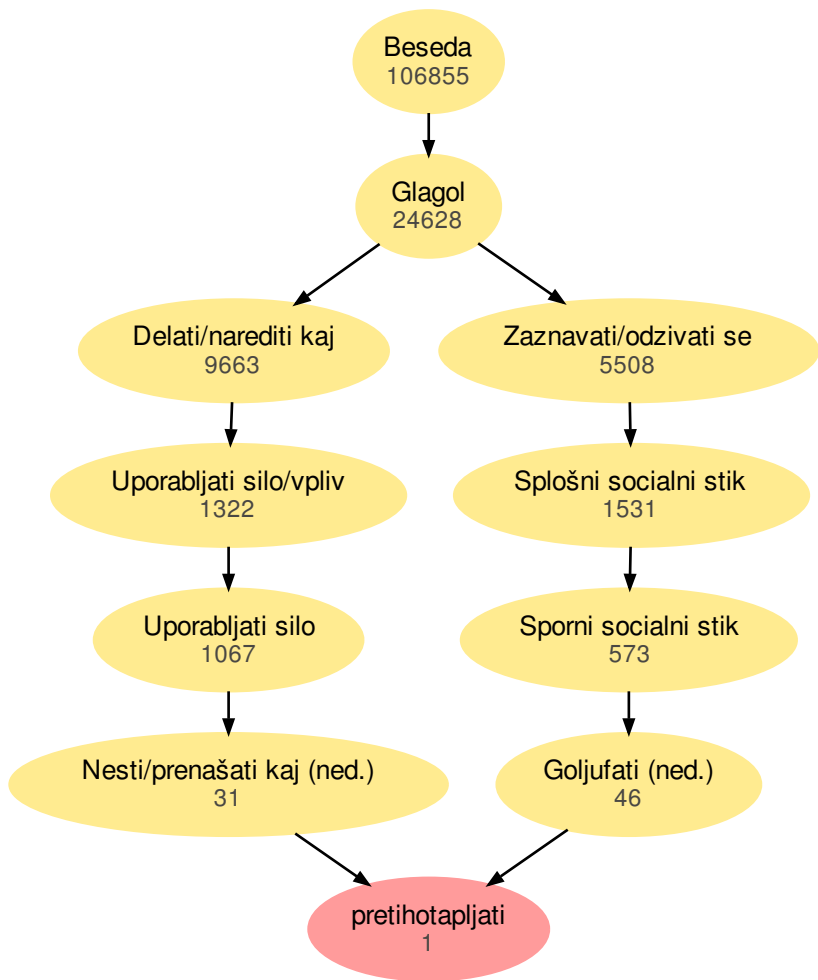 Beseda
106855
Glagol
24628
Delati/narediti kaj
9663
Zaznavati/odzivati se
5508
Uporabljati silo/vpliv
1322
Splošni socialni stik
1531
Uporabljati silo
1067
Sporni socialni stik
573
Nesti/prenašati kaj (ned.)
31
Goljufati (ned.)
46
pretihotapljati
1